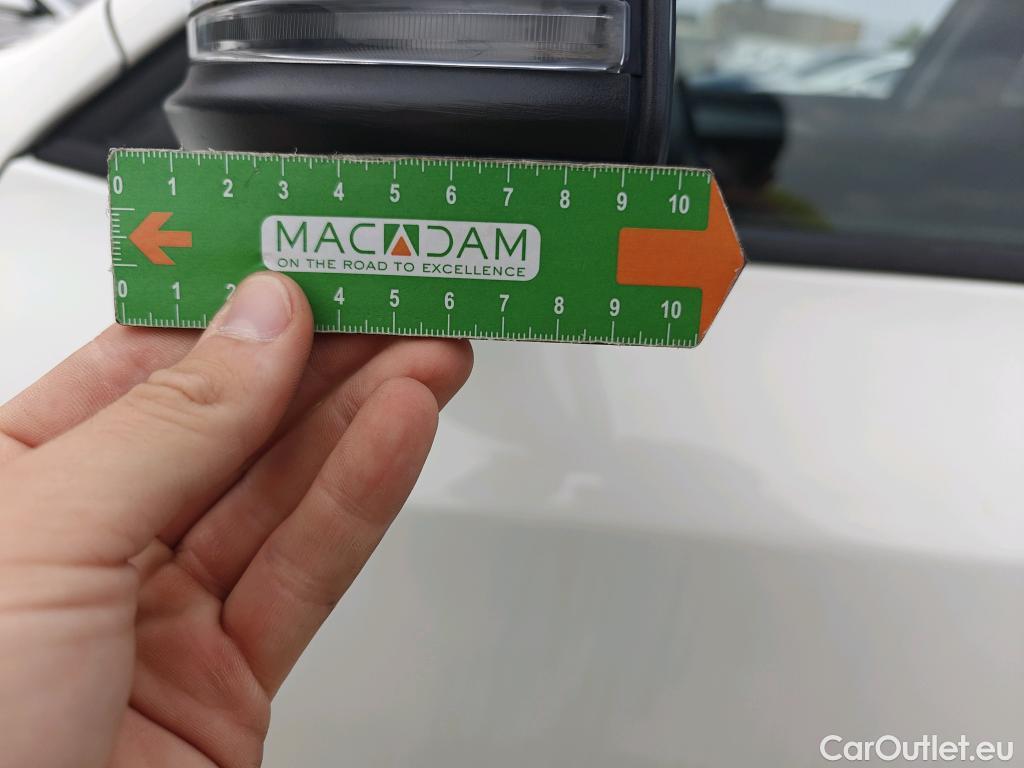 0 1 2 3 4 5 6 7 8 9 10
MACADAM
ON THE ROAD TO EXCELLENCE
0 1 2 4 5 6 7 8 9 10
CarOutlet.eu